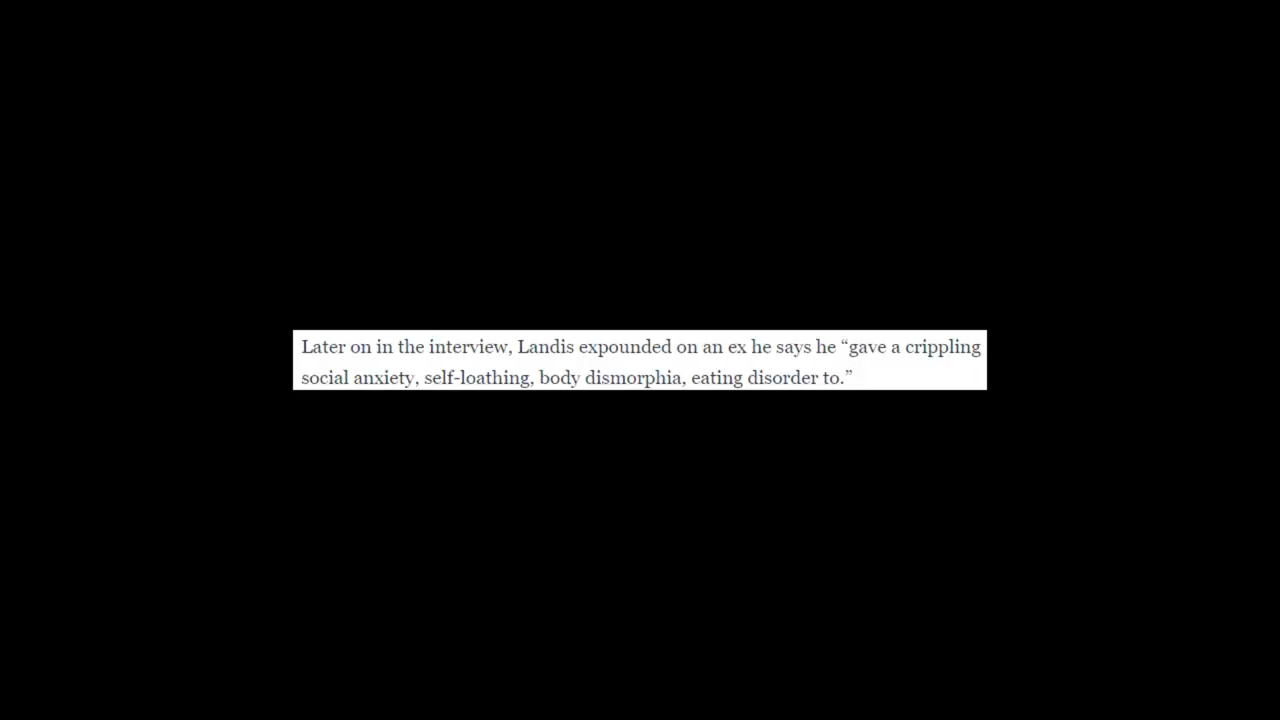 Later on in the interview, Landis expounded on an ex he says he “gave a crippling
social anxiety, self-loathing, body dismorphia, eating disorder to.”